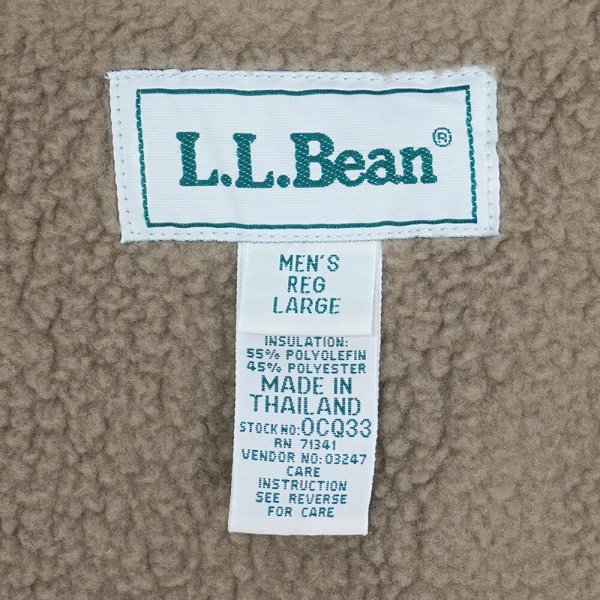 L.L.Bean®
MEN'S
REG
LARGE
INSULATION:
55% POLYOLEFIN
45% POLYESTER
MADE IN
THAILAND
STOCK NO: 0CQ33
RN 71341
VENDOR NO: 03247
CARE
INSTRUCTION
SEE REVERSE
FOR CARE